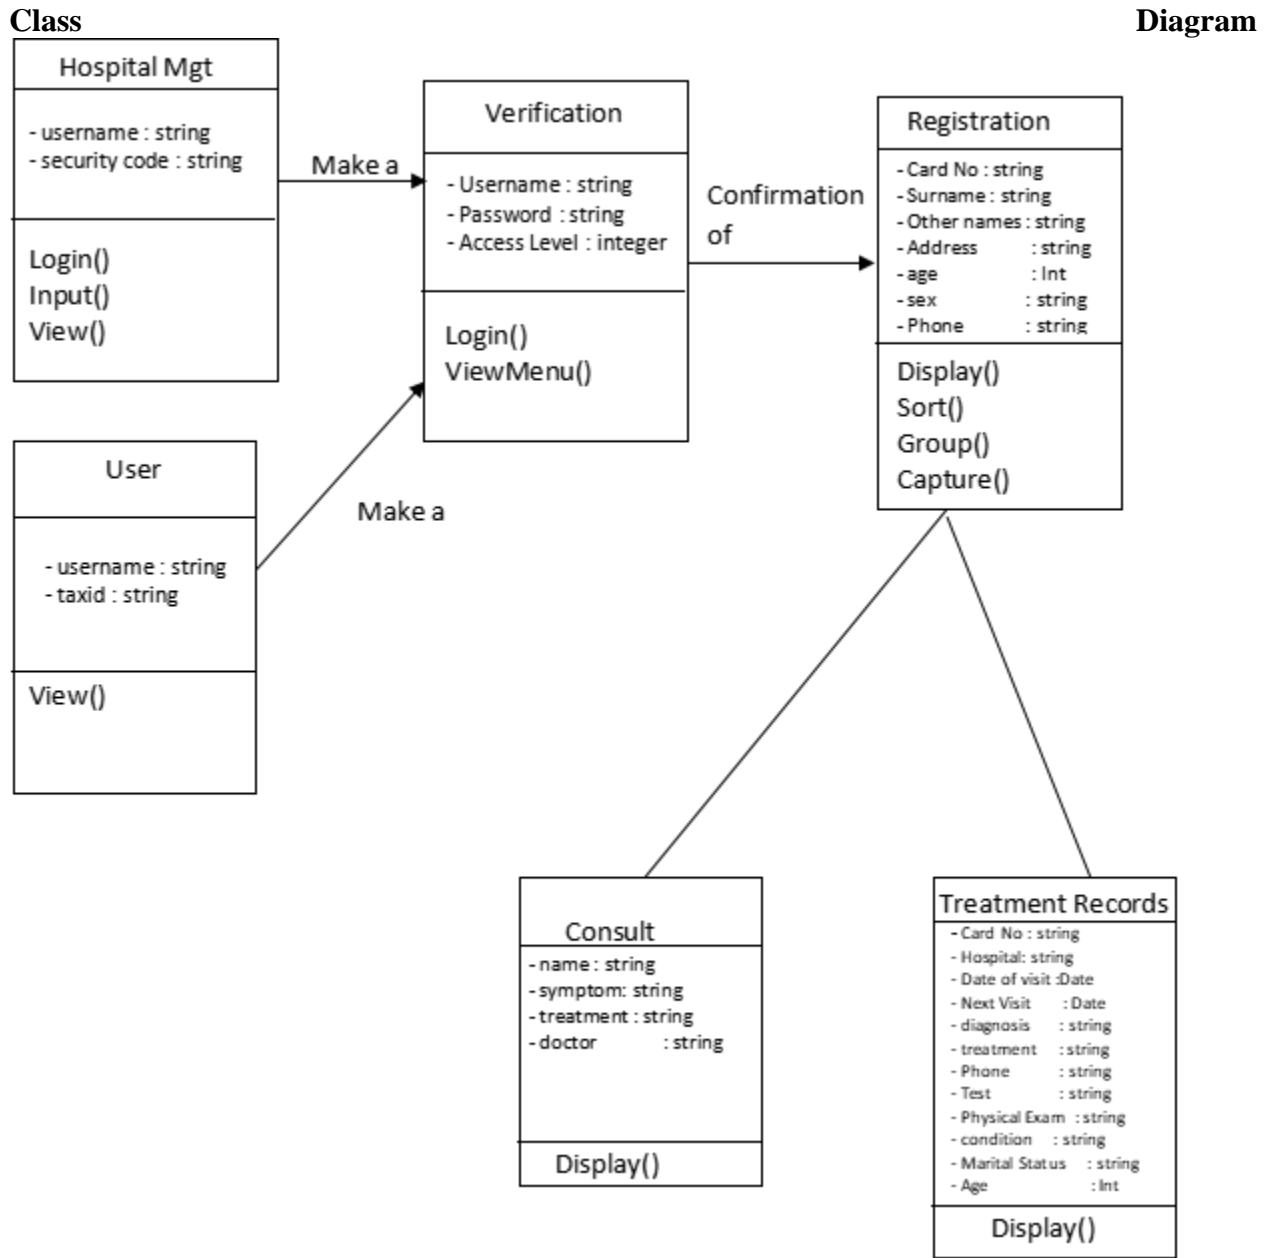 Class Diagram
Hospital Mgt
- username : string
- security code : string
Login()
Input()
View()
Make a
Verification
- Username : string
- Password : string
- Access Level : integer
Login()
ViewMenu()
Confirmation
of
Registration
- Card No : string
- Surname : string
- Other names : string
- Address : string
- age : Int
- sex : string
- Phone : string
Display()
Sort()
Group()
Capture()
User
- username : string
- taxid : string
View()
Make a
Consult
- name : string
- symptom: string
- treatment : string
- doctor : string
Display()
Treatment Records
- Card No : string
- Hospital: string
- Date of visit :Date
- Next Visit : Date
- diagnosis : string
- treatment : string
- Phone : string
- Test : string
- Physical Exam : string
- condition : string
- Marital Status : string
- Age : Int
Display()